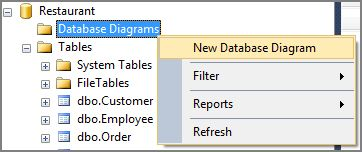 Restaurant
Database Diagrams
Tables
System Tables
FileTables
dbo.Customer
dbo.Employee
dbo.Order
New Database Diagram
Filter
Reports
Refresh